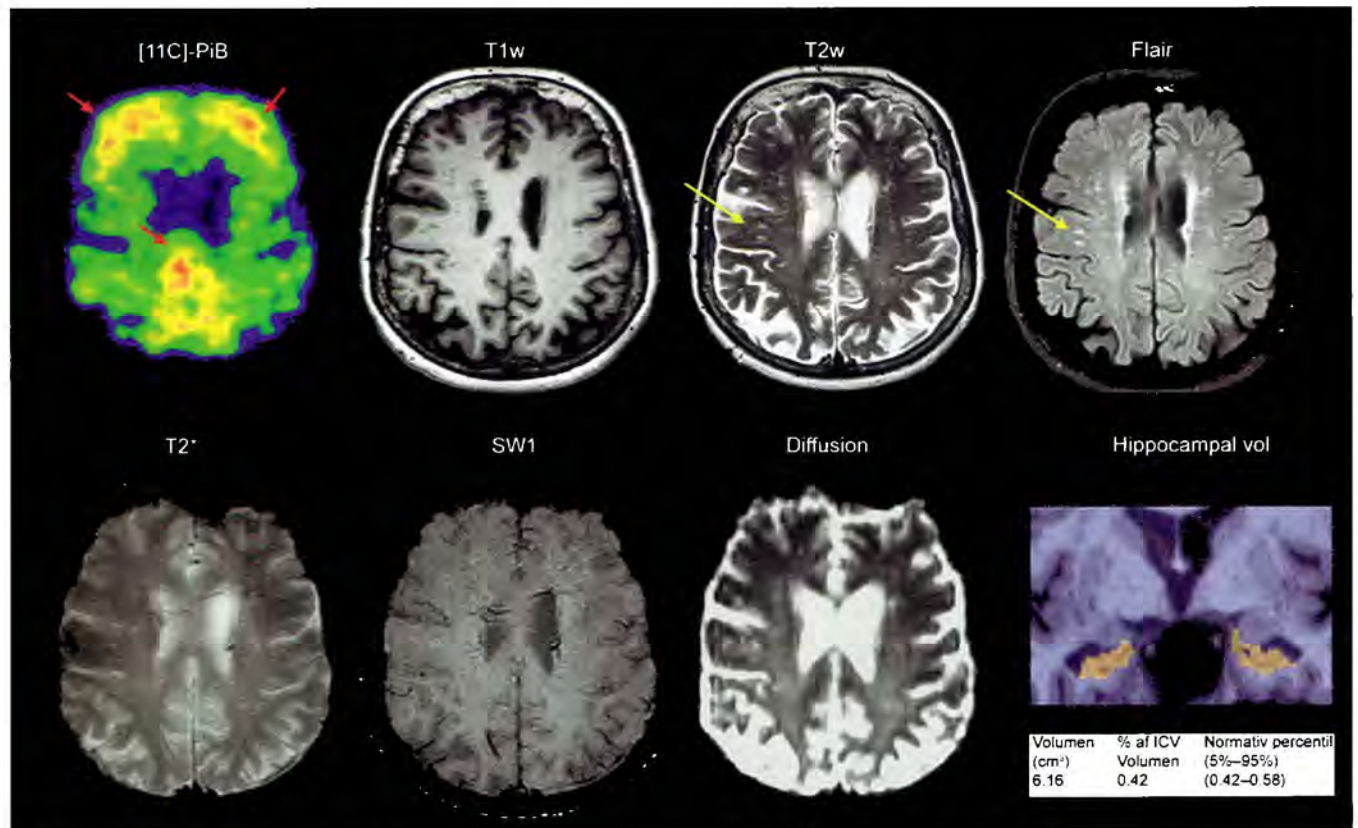 [11C]-PiB
T1w
T2w
Flair
T2*
SW1
Diffusion
Hippocampal vol
Volumen % af ICV Normativ percentil
(cm³) Volumen (5%–95%)
6.16 0.42 (0.42–0.58)